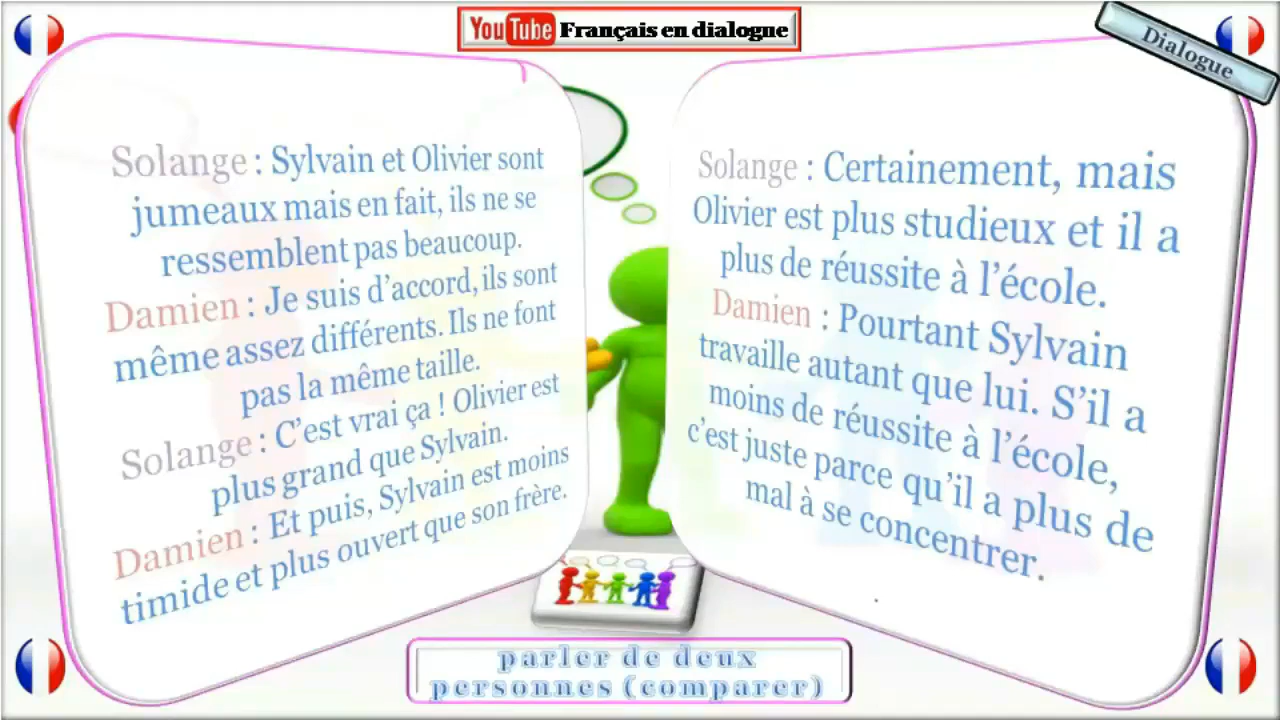 YouTube Français en dialogue
Dialogue
Solange : Sylvain et Olivier sont
jumeaux mais en fait, ils ne se
ressemblent pas beaucoup.
Damien : Je suis d'accord, ils sont
même assez différents. Ils ne font
pas la même taille.
Solange : C'est vrai ça ! Olivier est
plus grand que Sylvain.
Damien : Et puis, Sylvain est moins
timide et plus ouvert que son frère.
Solange : Certainement, mais
Olivier est plus studieux et il a
plus de réussite à l'école.
Damien : Pourtant Sylvain
travaille autant que lui. S'il a
moins de réussite à l'école,
c'est juste parce qu'il a plus de
mal à se concentrer.
parler de deux
personnes (comparer)